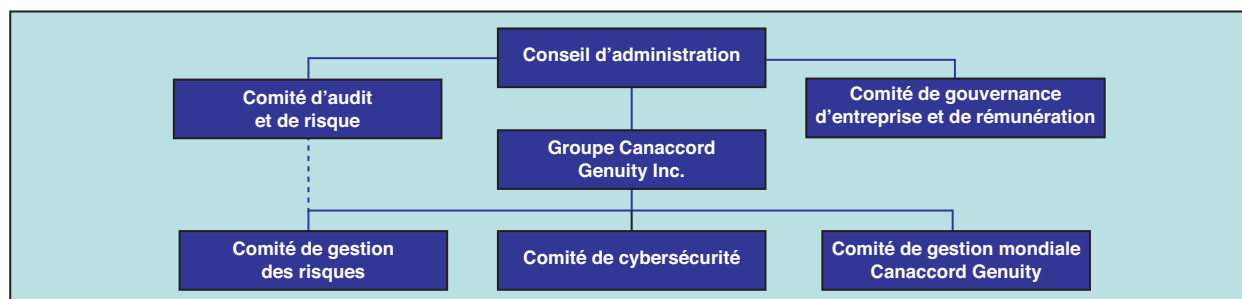 Conseil d’administration
Comité d’audit
et de risque
Comité de gouvernance
d’entreprise et de rémunération
Groupe Canaccord
Genuity Inc.
Comité de gestion
des risques
Comité de cybersécurité
Comité de gestion mondiale
Canaccord Genuity